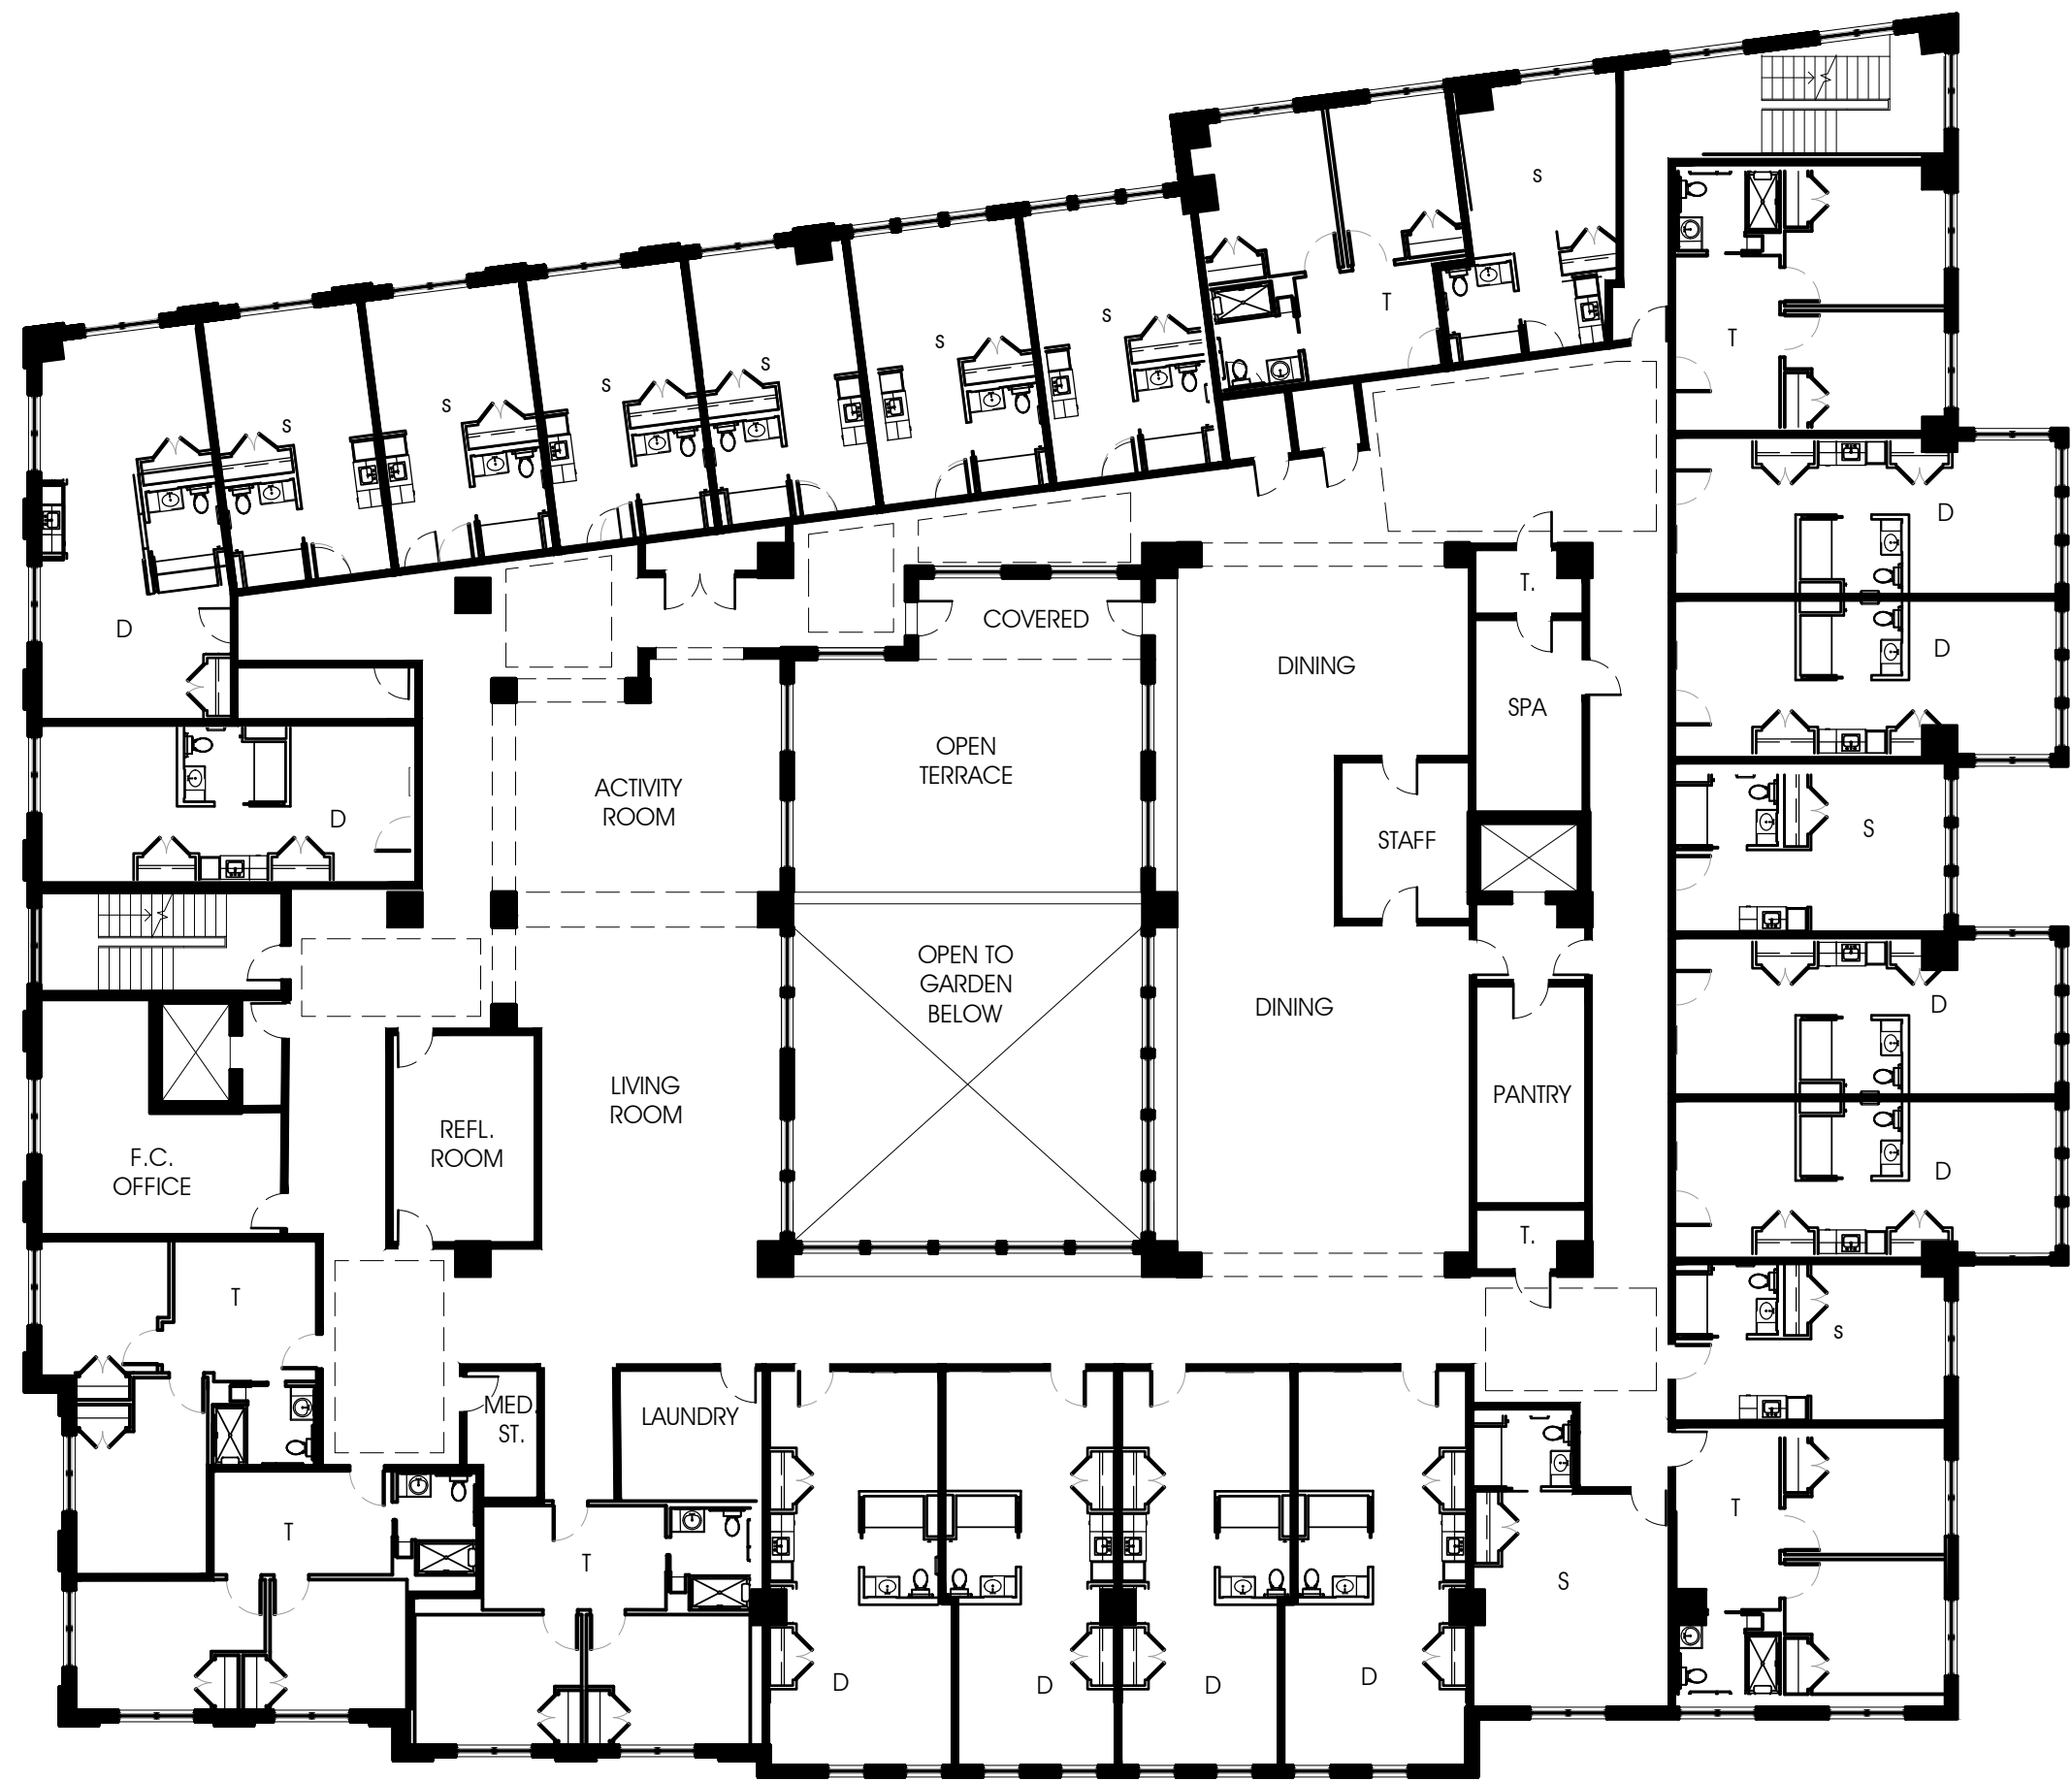 s
s
s
T
T
s
s
s
s
s
D
D
D
COVERED
T.
D
DINING
SPA
OPEN
TERRACE
ACTIVITY
ROOM
D
STAFF
S
OPEN TO
GARDEN
BELOW
DINING
D
LIVING
ROOM
PANTRY
REFL.
ROOM
F.C.
OFFICE
D
T
T.
s
MED.
ST.
LAUNDRY
T
T
T
S
D
D
D
D